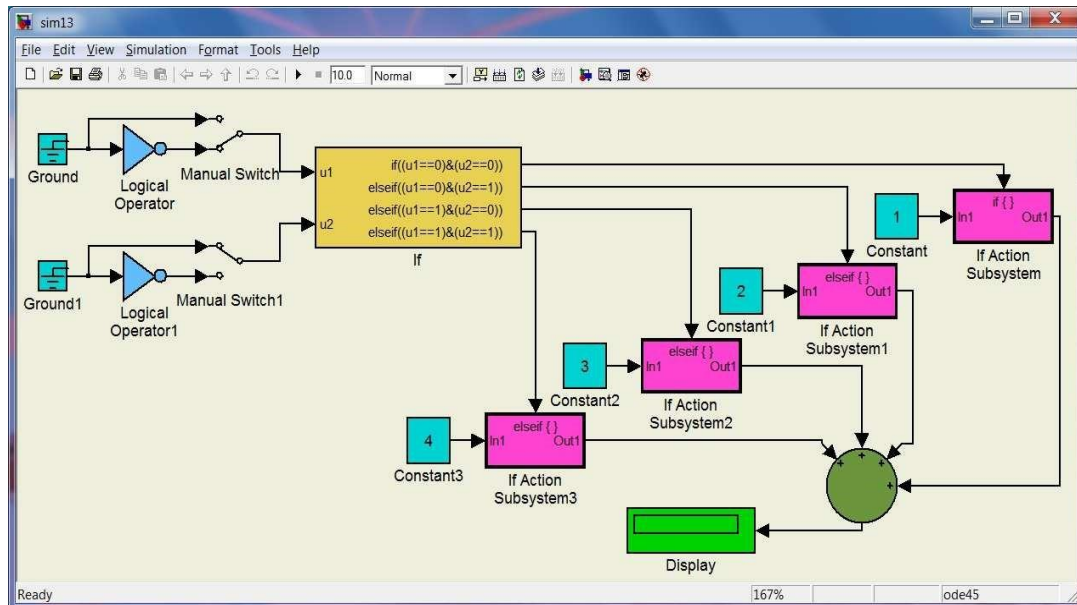 sim13
File Edit View Simulation Format Tools Help
10.0 Normal
Ground
Logical
Operator
Manual Switch
Ground1
Logical
Operator1
Manual Switch1
u1
u2
if((u1==0)&(u2==0))
elseif((u1==0)&(u2==1))
elseif((u1==1)&(u2==0))
elseif((u1==1)&(u2==1))
If
1
Constant
if { }
In1 Out1
If Action
Subsystem
2
Constant1
elseif { }
In1 Out1
If Action
Subsystem1
3
Constant2
elseif { }
In1 Out1
If Action
Subsystem2
4
Constant3
elseif { }
In1 Out1
If Action
Subsystem3
+ + + +
Display
Ready 167% ode45